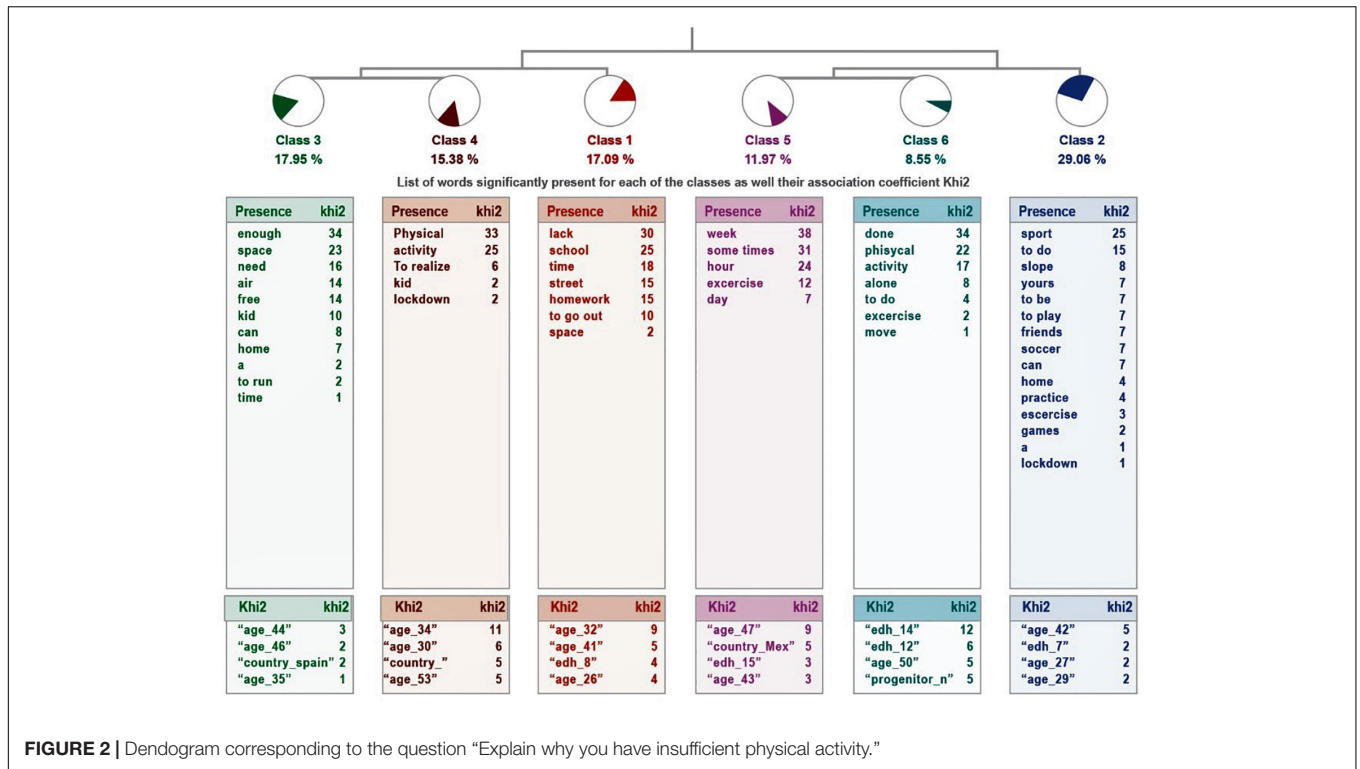 Class 3 Class 4 Class 1 Class 5 Class 6 Class 2
17.95 % 15.38 % 17.09 % 11.97 % 8.55 % 29.06 %
List of words significantly present for each of the classes as well their association coefficient Khi2
Presence khi2
enough 34
space 23
need 16
air 14
free 14
kid 10
can 8
home 7
a 2
to run 2
time 1
Presence khi2
Physical 33
activity 25
To realize 6
kid 2
lockdown 2
Presence khi2
lack 30
school 25
time 18
street 15
homework 15
to go out 10
space 2
Presence khi2
week 38
some times 31
hour 24
excercise 12
day 7
Presence khi2
done 34
phisycal 22
activity 17
alone 8
to do 4
excercise 2
move 1
Presence khi2
sport 25
to do 15
slope 8
yours 7
to be 7
to play 7
friends 7
soccer 7
can 7
home 4
practice 4
escercise 3
games 2
a 1
lockdown 1
Khi2 khi2
“age_44” 3
“age_46” 2
“country_spain” 2
“age_35” 1
Khi2 khi2
“age_34” 11
“age_30” 6
“country_” 5
“age_53” 5
Khi2 khi2
“age_32” 9
“age_41” 5
“edh_8” 4
“age_26” 4
Khi2 khi2
“age_47” 9
“country_Mex” 5
“edh_15” 3
“age_43” 3
Khi2 khi2
“edh_14” 12
“edh_12” 6
“age_50” 5
“progenitor_n” 5
Khi2 khi2
“age_42” 5
“edh_7” 2
“age_27” 2
“age_29” 2
FIGURE 2 | Dendogram corresponding to the question “Explain why you have insufficient physical activity.”